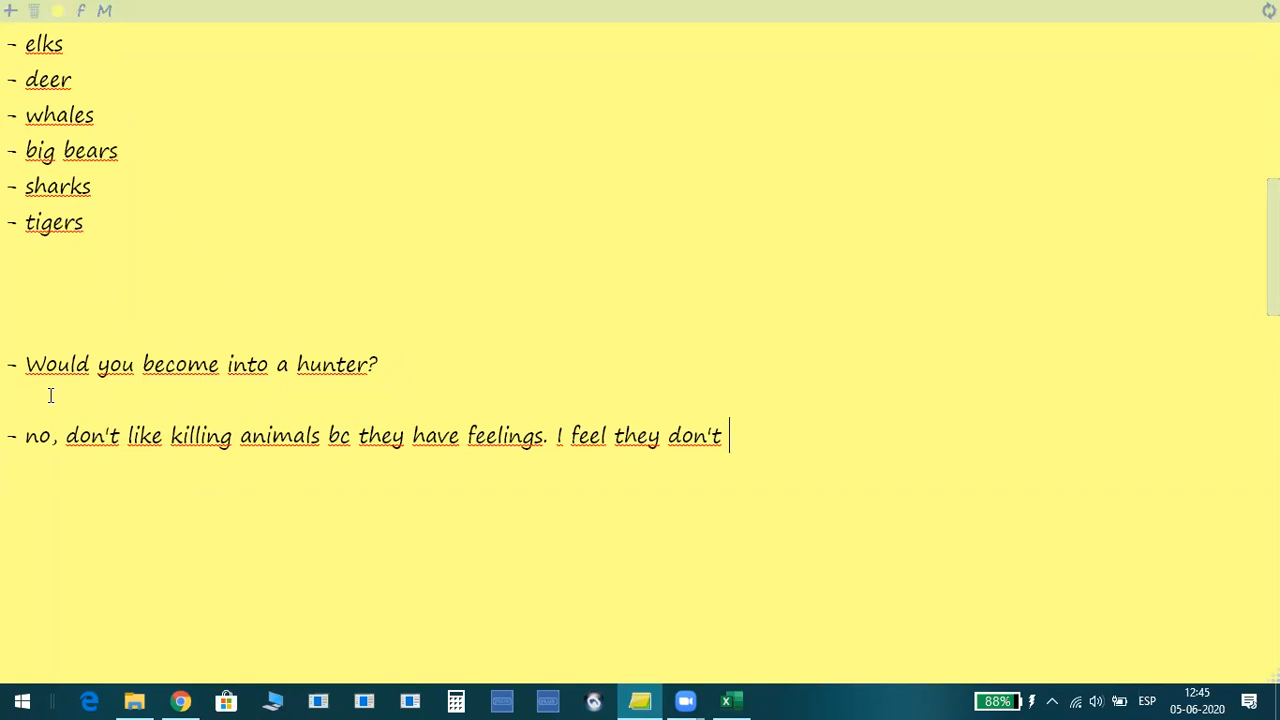 F M
- elks
- deer
- whales
- big bears
- sharks
- tigers
- Would you become into a hunter?
- no, don't like killing animals bc they have feelings. I feel they don't
88%
ESP
12:45
05-06-2020